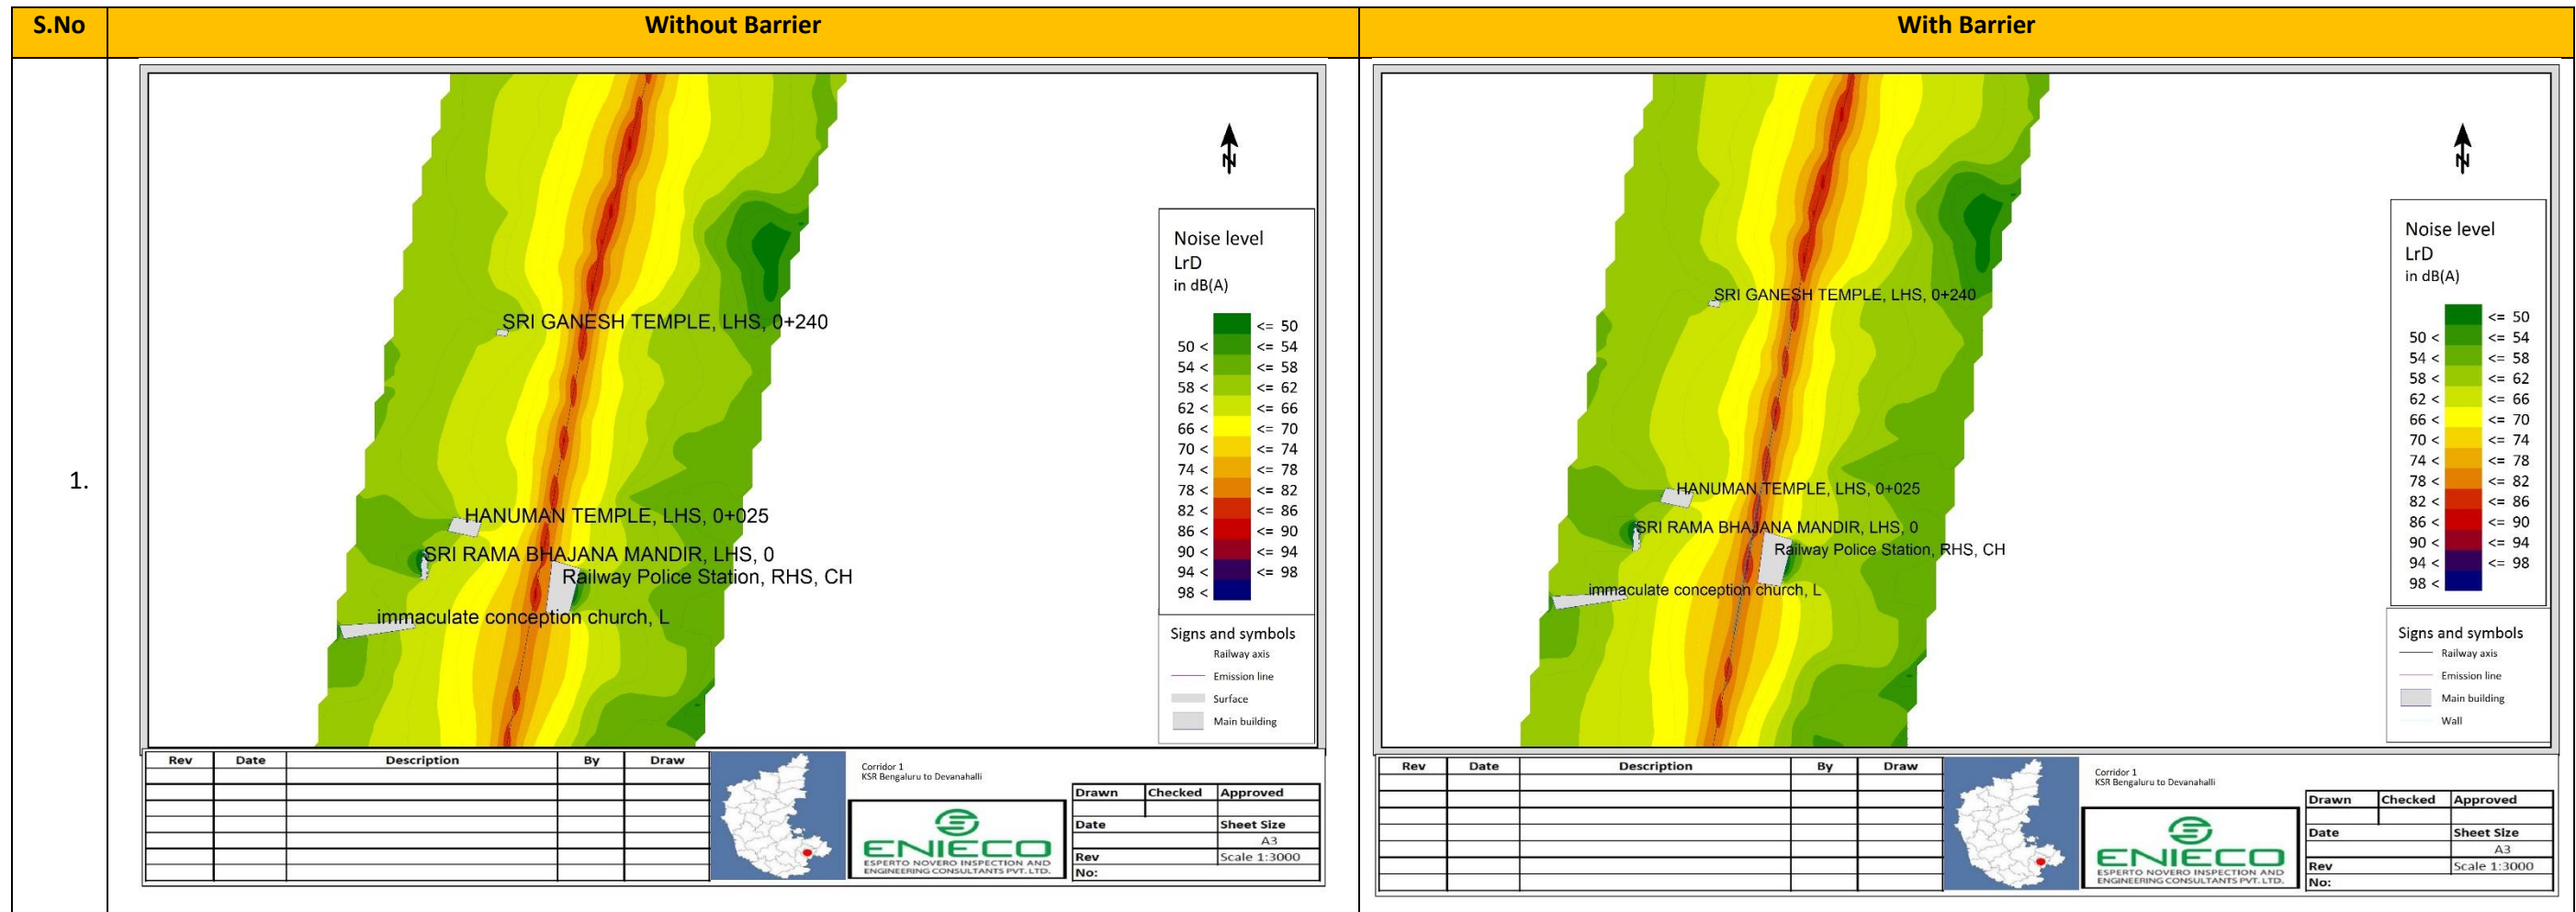 S.No
Without Barrier
With Barrier
1.
N
Noise level
LrD
in dB(A)
<= 50
50 < <= 54
54 < <= 58
58 < <= 62
62 < <= 66
66 < <= 70
70 < <= 74
74 < <= 78
78 < <= 82
82 < <= 86
86 < <= 90
90 < <= 94
94 < <= 98
98 <
Signs and symbols
Railway axis
Emission line
Surface
Main building
SRI GANESH TEMPLE, LHS, 0+240
HANUMAN TEMPLE, LHS, 0+025
SRI RAMA BHAJANA MANDIR, LHS, 0
Railway Police Station, RHS, CH
immaculate conception church, L
Rev Date Description By Draw
Corridor 1
KSR Bengaluru to Devanahalli
ENIECO
ESPERTO NOVERO INSPECTION AND
ENGINEERING CONSULTANTS PVT. LTD.
Drawn Checked Approved
Date Sheet Size
A3
Rev Scale 1:3000
No:
N
Noise level
LrD
in dB(A)
<= 50
50 < <= 54
54 < <= 58
58 < <= 62
62 < <= 66
66 < <= 70
70 < <= 74
74 < <= 78
78 < <= 82
82 < <= 86
86 < <= 90
90 < <= 94
94 < <= 98
98 <
Signs and symbols
Railway axis
Emission line
Main building
Wall
SRI GANESH TEMPLE, LHS, 0+240
HANUMAN TEMPLE, LHS, 0+025
SRI RAMA BHAJANA MANDIR, LHS, 0
Railway Police Station, RHS, CH
immaculate conception church, L
Rev Date Description By Draw
Corridor 1
KSR Bengaluru to Devanahalli
ENIECO
ESPERTO NOVERO INSPECTION AND
ENGINEERING CONSULTANTS PVT. LTD.
Drawn Checked Approved
Date Sheet Size
A3
Rev Scale 1:3000
No: